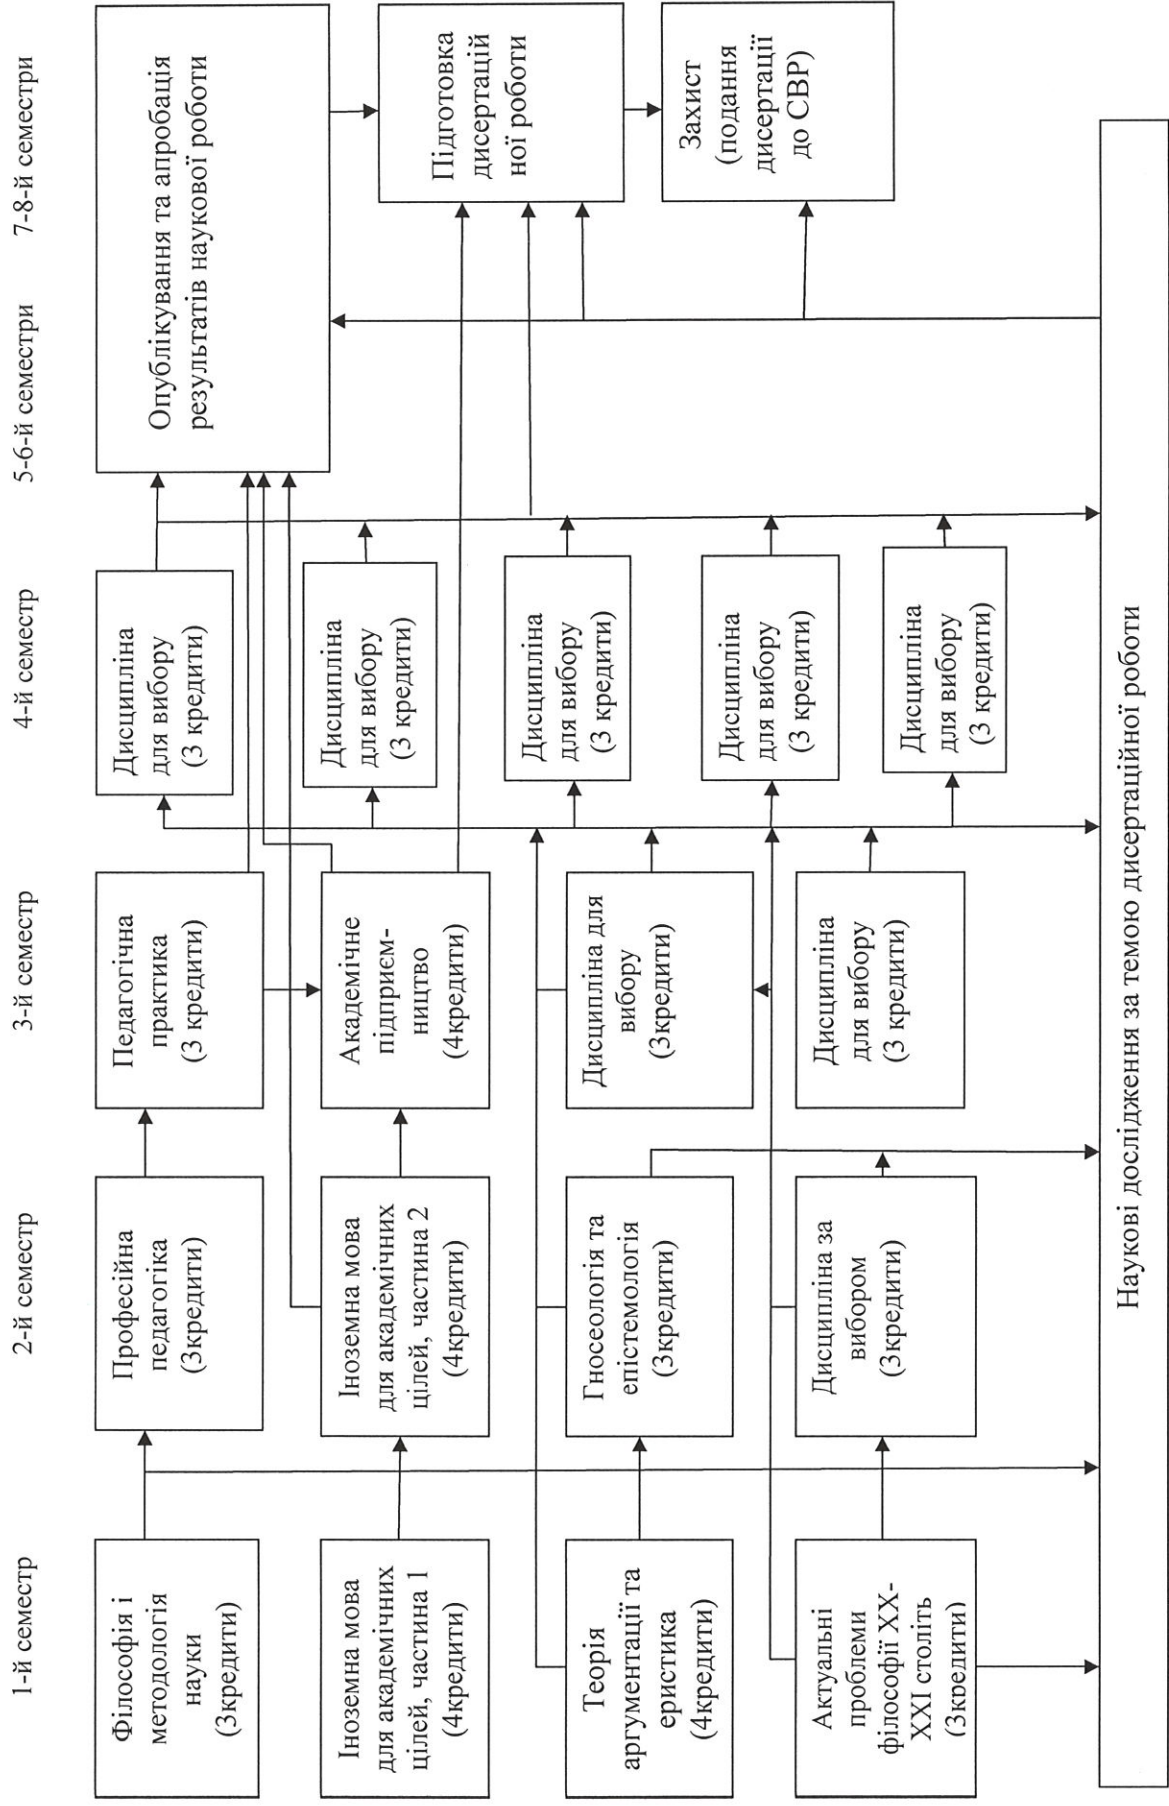 1-й семестр
2-й семестр
3-й семестр
4-й семестр
5-6-й семестри
7-8-й семестри
Філософія і
методологія
науки
(3кредити)
Професійна
педагогіка
(3кредити)
Педагогічна
практика
(3 кредити)
Дисципліна
для вибору
(3 кредити)
Опублікування та апробація
результатів наукової роботи
Іноземна мова
для академічних
цілей, частина 1
(4кредити)
Іноземна мова
для академічних
цілей, частина 2
(4кредити)
Академічне
підприєм-
ництво
(4кредити)
Дисципліна
для вибору
(3 кредити)
Підготовка
дисертацій
ної роботи
Теорія
аргументації та
еристика
(4кредити)
Гносеологія та
епістемологія
(3кредити)
Дисципліна для
вибору
(3кредити)
Дисципліна
для вибору
(3 кредити)
Захист
(подання
дисертації
до СВР)
Актуальні
проблеми
філософії ХХ-
ХХІ століть
(3кредити)
Дисципліна за
вибором
(3кредити)
Дисципліна
для вибору
(3 кредити)
Дисципліна
для вибору
(3 кредити)
Дисципліна
для вибору
(3 кредити)
Наукові дослідження за темою дисертаційної роботи